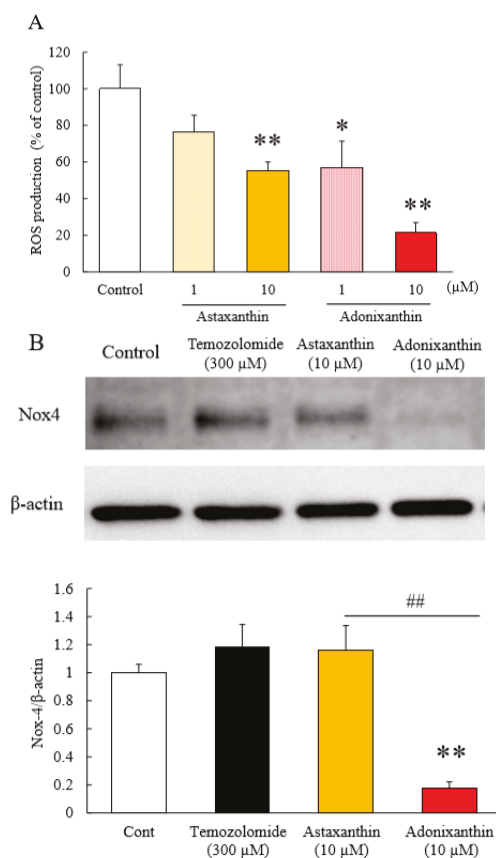 A
ROS production (% of control)
120
100
80
60
40
20
0
**
*
**
Control 1 10 1 10 (μM)
Astaxanthin Adonixanthin
B
Control Temozolomide (300 μM) Astaxanthin (10 μM) Adonixanthin (10 μM)
Nox4
β-actin
Nox-4/β-actin
1.6
1.4
1.2
1
0.8
0.6
0.4
0.2
0
##
**
Cont Temozolomide (300 μM) Astaxanthin (10 μM) Adonixanthin (10 μM)